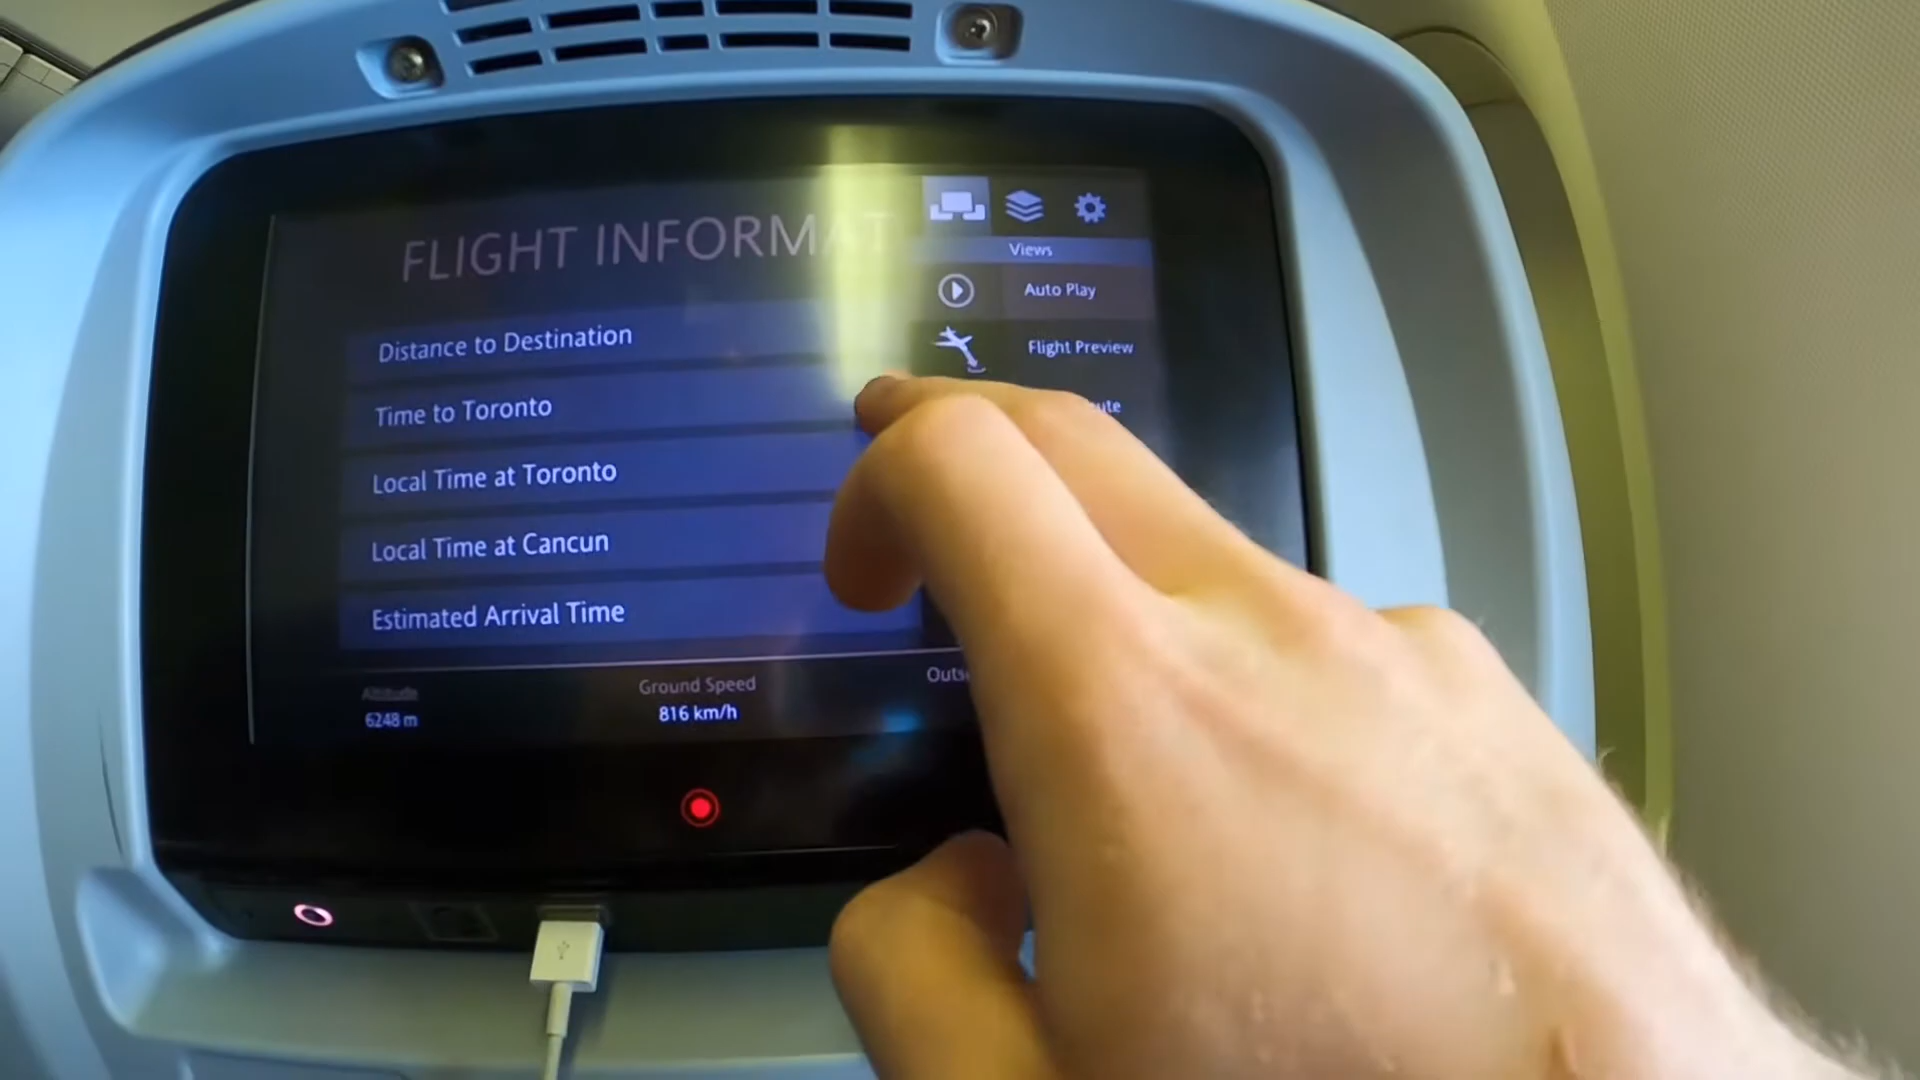 FLIGHT INFORMAT
Views
Auto Play
Flight Preview
Distance to Destination
Time to Toronto
Local Time at Toronto
Local Time at Cancun
Estimated Arrival Time
Altitude
Ground Speed
6248 m
816 km/h